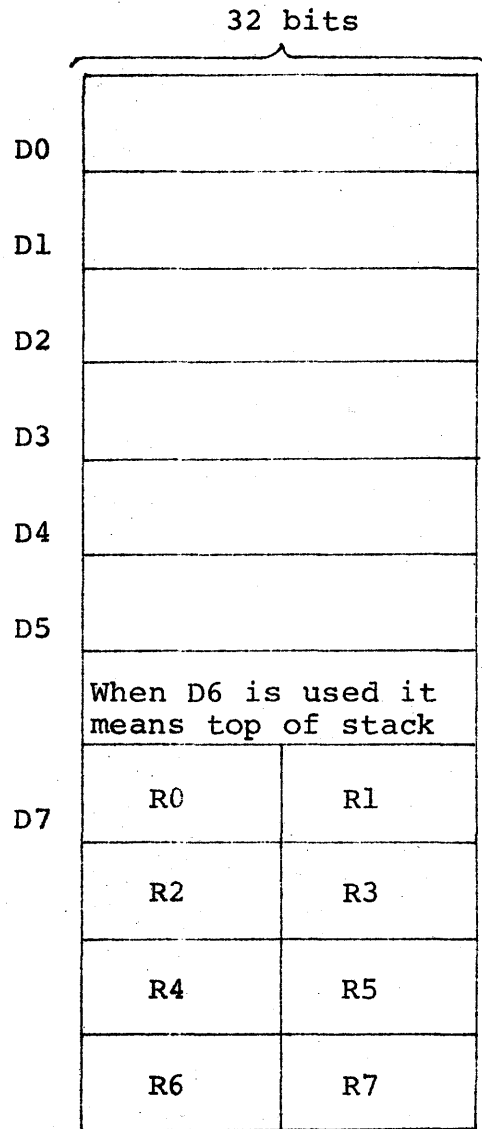 32 bits
D0
D1
D2
D3
D4
D5
When D6 is used it
means top of stack
D7
R0 R1
R2 R3
R4 R5
R6 R7